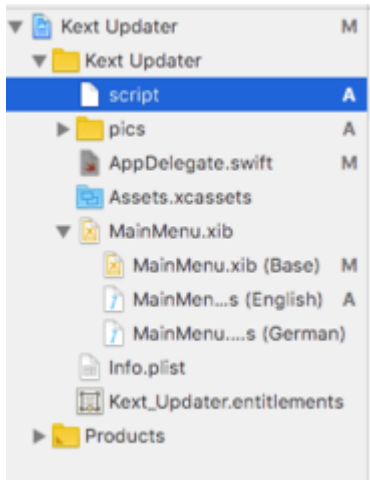 Kext Updater M
Kext Updater
script A
pics A
AppDelegate.swift M
Assets.xcassets
MainMenu.xib
MainMenu.xib (Base) M
MainMen...s (English) A
MainMenu....s (German)
Info.plist
Kext_Updater.entitlements
Products